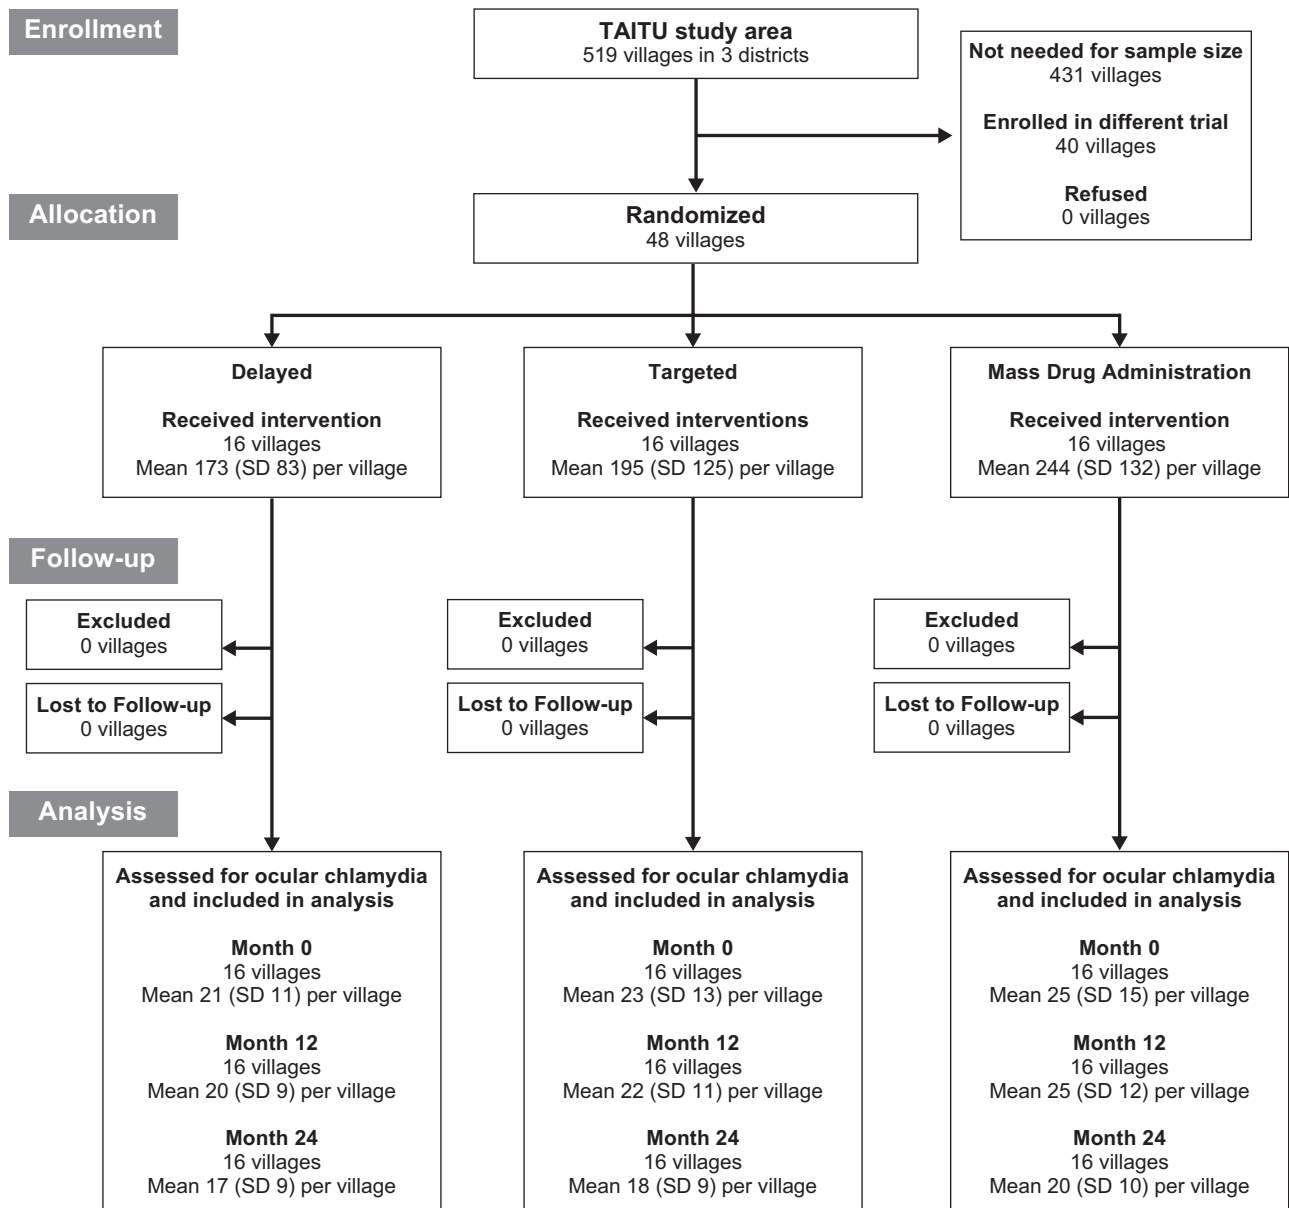 Enrollment
TAITU study area
519 villages in 3 districts
Not needed for sample size
431 villages
Enrolled in different trial
40 villages
Refused
0 villages
Allocation
Randomized
48 villages
Delayed
Received intervention
16 villages
Mean 173 (SD 83) per village
Targeted
Received interventions
16 villages
Mean 195 (SD 125) per village
Mass Drug Administration
Received intervention
16 villages
Mean 244 (SD 132) per village
Follow-up
Excluded
0 villages
Lost to Follow-up
0 villages
Excluded
0 villages
Lost to Follow-up
0 villages
Excluded
0 villages
Lost to Follow-up
0 villages
Analysis
Assessed for ocular chlamydia
and included in analysis
Month 0
16 villages
Mean 21 (SD 11) per village
Month 12
16 villages
Mean 20 (SD 9) per village
Month 24
16 villages
Mean 17 (SD 9) per village
Assessed for ocular chlamydia
and included in analysis
Month 0
16 villages
Mean 23 (SD 13) per village
Month 12
16 villages
Mean 22 (SD 11) per village
Month 24
16 villages
Mean 18 (SD 9) per village
Assessed for ocular chlamydia
and included in analysis
Month 0
16 villages
Mean 25 (SD 15) per village
Month 12
16 villages
Mean 25 (SD 12) per village
Month 24
16 villages
Mean 20 (SD 10) per village